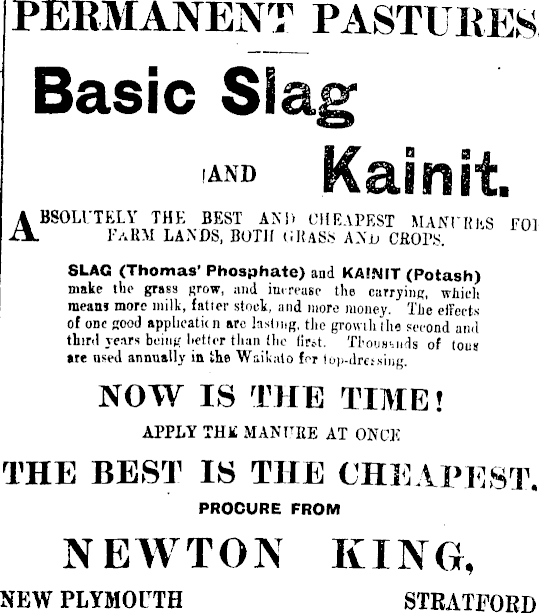 PERMANENT PASTURES
Basic Slag
AND Kainit.
ABSOLUTELY THE BEST AND CHEAPEST MANURES FOR
FARM LANDS, BOTH GRASS AND CROPS.
SLAG (Thomas' Phosphate) and KAINIT (Potash)
make the grass grow, and increase the carrying, which
means more milk, fatter stock, and more money. The effects
of one good application are lasting, the growth the second and
third years being better than the first. Thousands of tons
are used annually in the Waikato for top-dressing.
NOW IS THE TIME!
APPLY THE MANURE AT ONCE
THE BEST IS THE CHEAPEST.
PROCURE FROM
NEWTON KING,
NEW PLYMOUTH STRATFORD